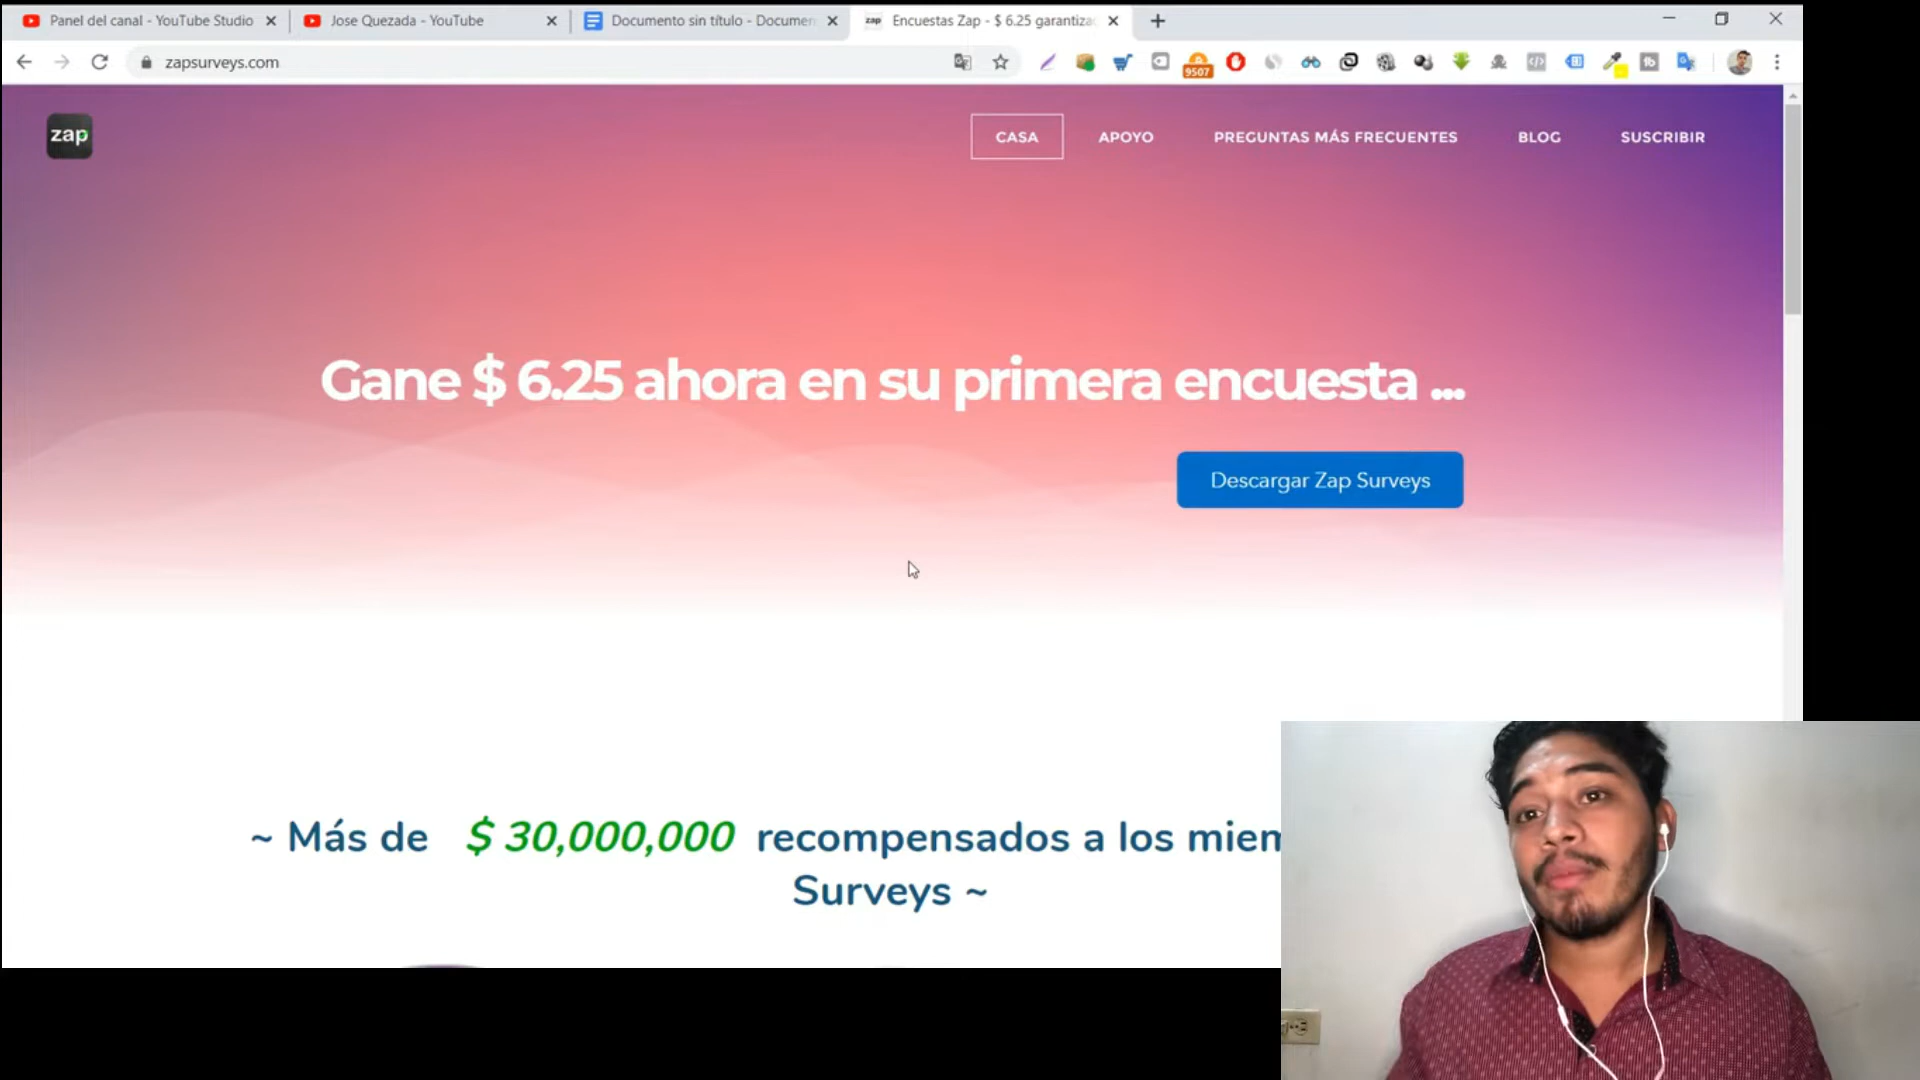 Panel del canal - YouTube Studio
Jose Quezada - YouTube
Documento sin título - Documen
Encuestas Zap - $ 6.25 garantiza
zapsurveys.com
9507
zap
CASA
APOYO
PREGUNTAS MÁS FRECUENTES
BLOG
SUSCRIBIR
Gane $ 6.25 ahora en su primera encuesta ...
Descargar Zap Surveys
~ Más de $ 30,000,000 recompensados a los miem
Surveys ~